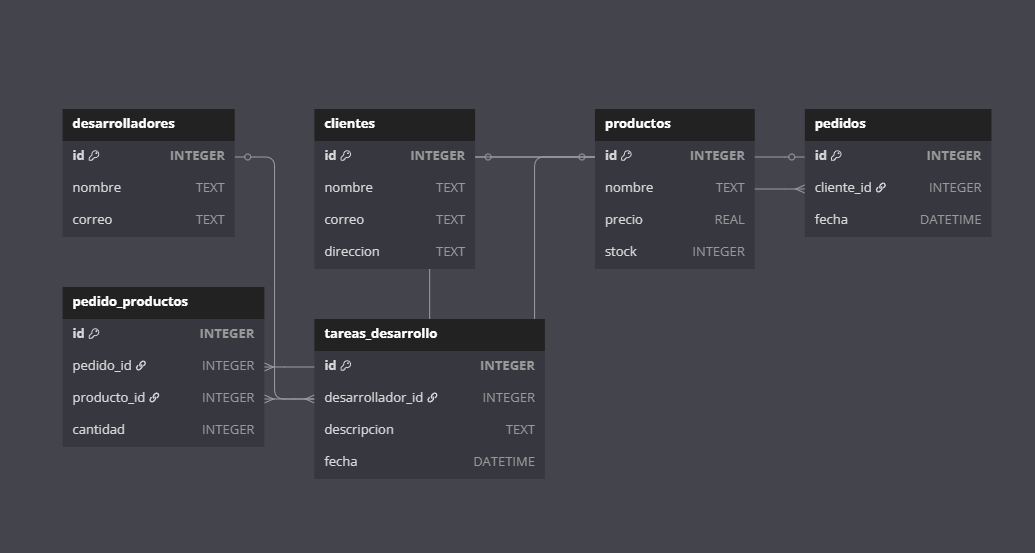 desarrolladores
id INTEGER
nombre TEXT
correo TEXT
clientes
id INTEGER
nombre TEXT
correo TEXT
direccion TEXT
productos
id INTEGER
nombre TEXT
precio REAL
stock INTEGER
pedidos
id INTEGER
cliente_id INTEGER
fecha DATETIME
pedido_productos
id INTEGER
pedido_id INTEGER
producto_id INTEGER
cantidad INTEGER
tareas_desarrollo
id INTEGER
desarrollador_id INTEGER
descripcion TEXT
fecha DATETIME